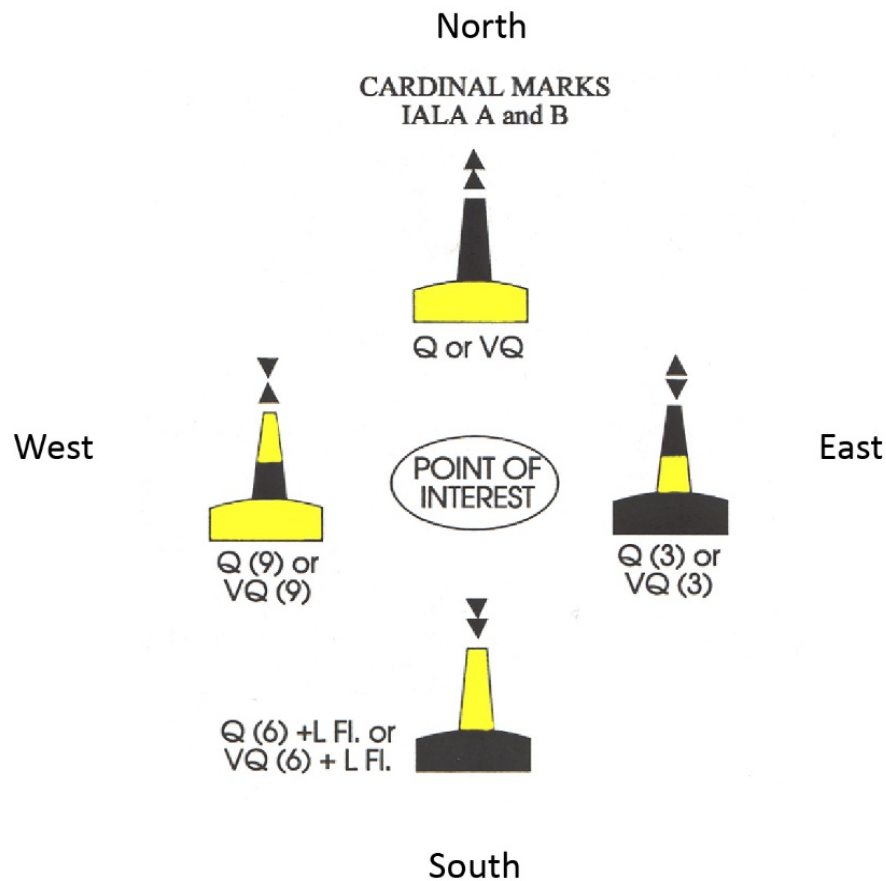 North
CARDINAL MARKS
IALA A and B
Q or VQ
West
POINT OF
INTEREST
East
Q (9) or
VQ (9)
Q (3) or
VQ (3)
Q (6) +L Fl. or
VQ (6) + L Fl.
South